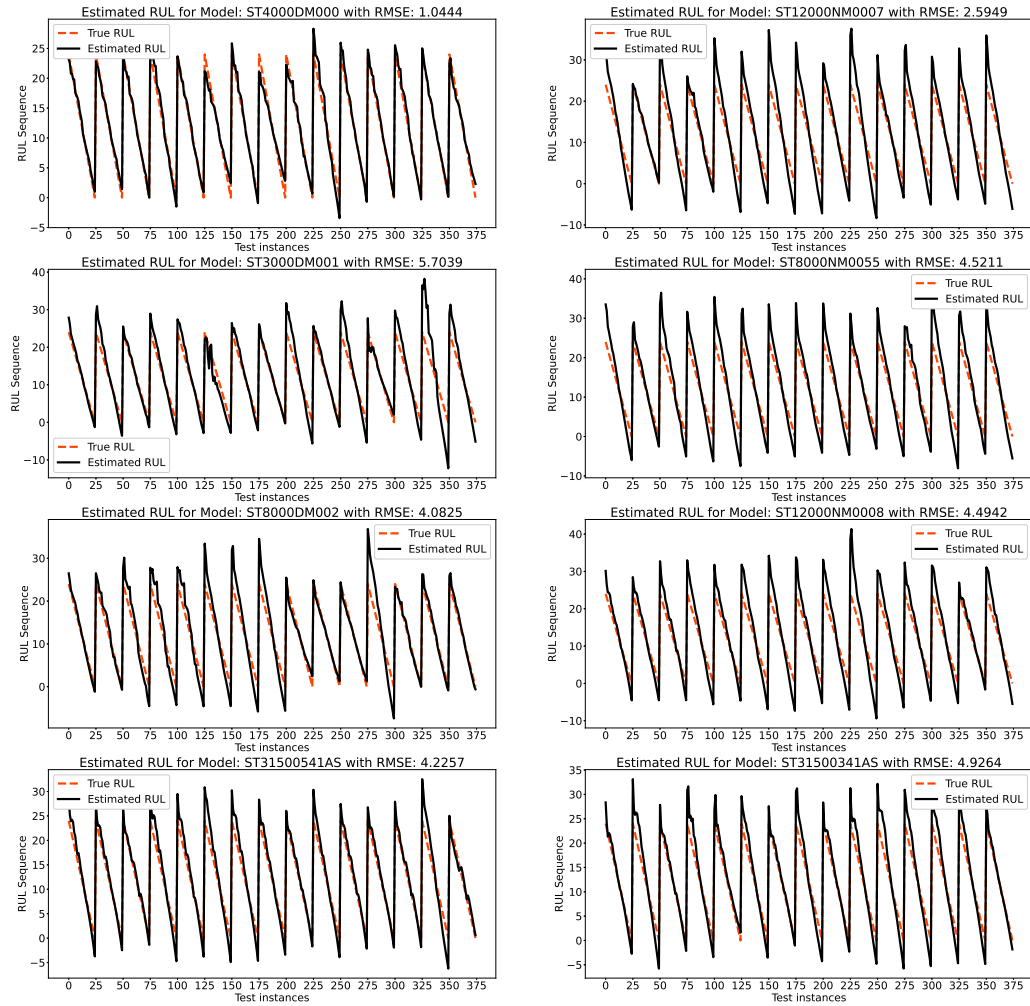 Estimated RUL for Model: ST4000DM000 with RMSE: 1.0444
True RUL
Estimated RUL
RUL Sequence
25
20
15
10
5
0
−5
0 25 50 75 100 125 150 175 200 225 250 275 300 325 350 375
Test instances
Estimated RUL for Model: ST12000NM0007 with RMSE: 2.5949
True RUL
Estimated RUL
RUL Sequence
30
20
10
0
−10
0 25 50 75 100 125 150 175 200 225 250 275 300 325 350 375
Test instances
Estimated RUL for Model: ST3000DM001 with RMSE: 5.7039
True RUL
Estimated RUL
RUL Sequence
40
30
20
10
0
−10
0 25 50 75 100 125 150 175 200 225 250 275 300 325 350 375
Test instances
Estimated RUL for Model: ST8000NM0055 with RMSE: 4.5211
True RUL
Estimated RUL
RUL Sequence
40
30
20
10
0
−10
0 25 50 75 100 125 150 175 200 225 250 275 300 325 350 375
Test instances
Estimated RUL for Model: ST8000DM002 with RMSE: 4.0825
True RUL
Estimated RUL
RUL Sequence
30
20
10
0
0 25 50 75 100 125 150 175 200 225 250 275 300 325 350 375
Test instances
Estimated RUL for Model: ST12000NM0008 with RMSE: 4.4942
True RUL
Estimated RUL
RUL Sequence
40
30
20
10
0
−10
0 25 50 75 100 125 150 175 200 225 250 275 300 325 350 375
Test instances
Estimated RUL for Model: ST31500541AS with RMSE: 4.2257
True RUL
Estimated RUL
RUL Sequence
30
25
20
15
10
5
0
−5
0 25 50 75 100 125 150 175 200 225 250 275 300 325 350 375
Test instances
Estimated RUL for Model: ST31500341AS with RMSE: 4.9264
True RUL
Estimated RUL
RUL Sequence
35
30
25
20
15
10
5
0
−5
0 25 50 75 100 125 150 175 200 225 250 275 300 325 350 375
Test instances